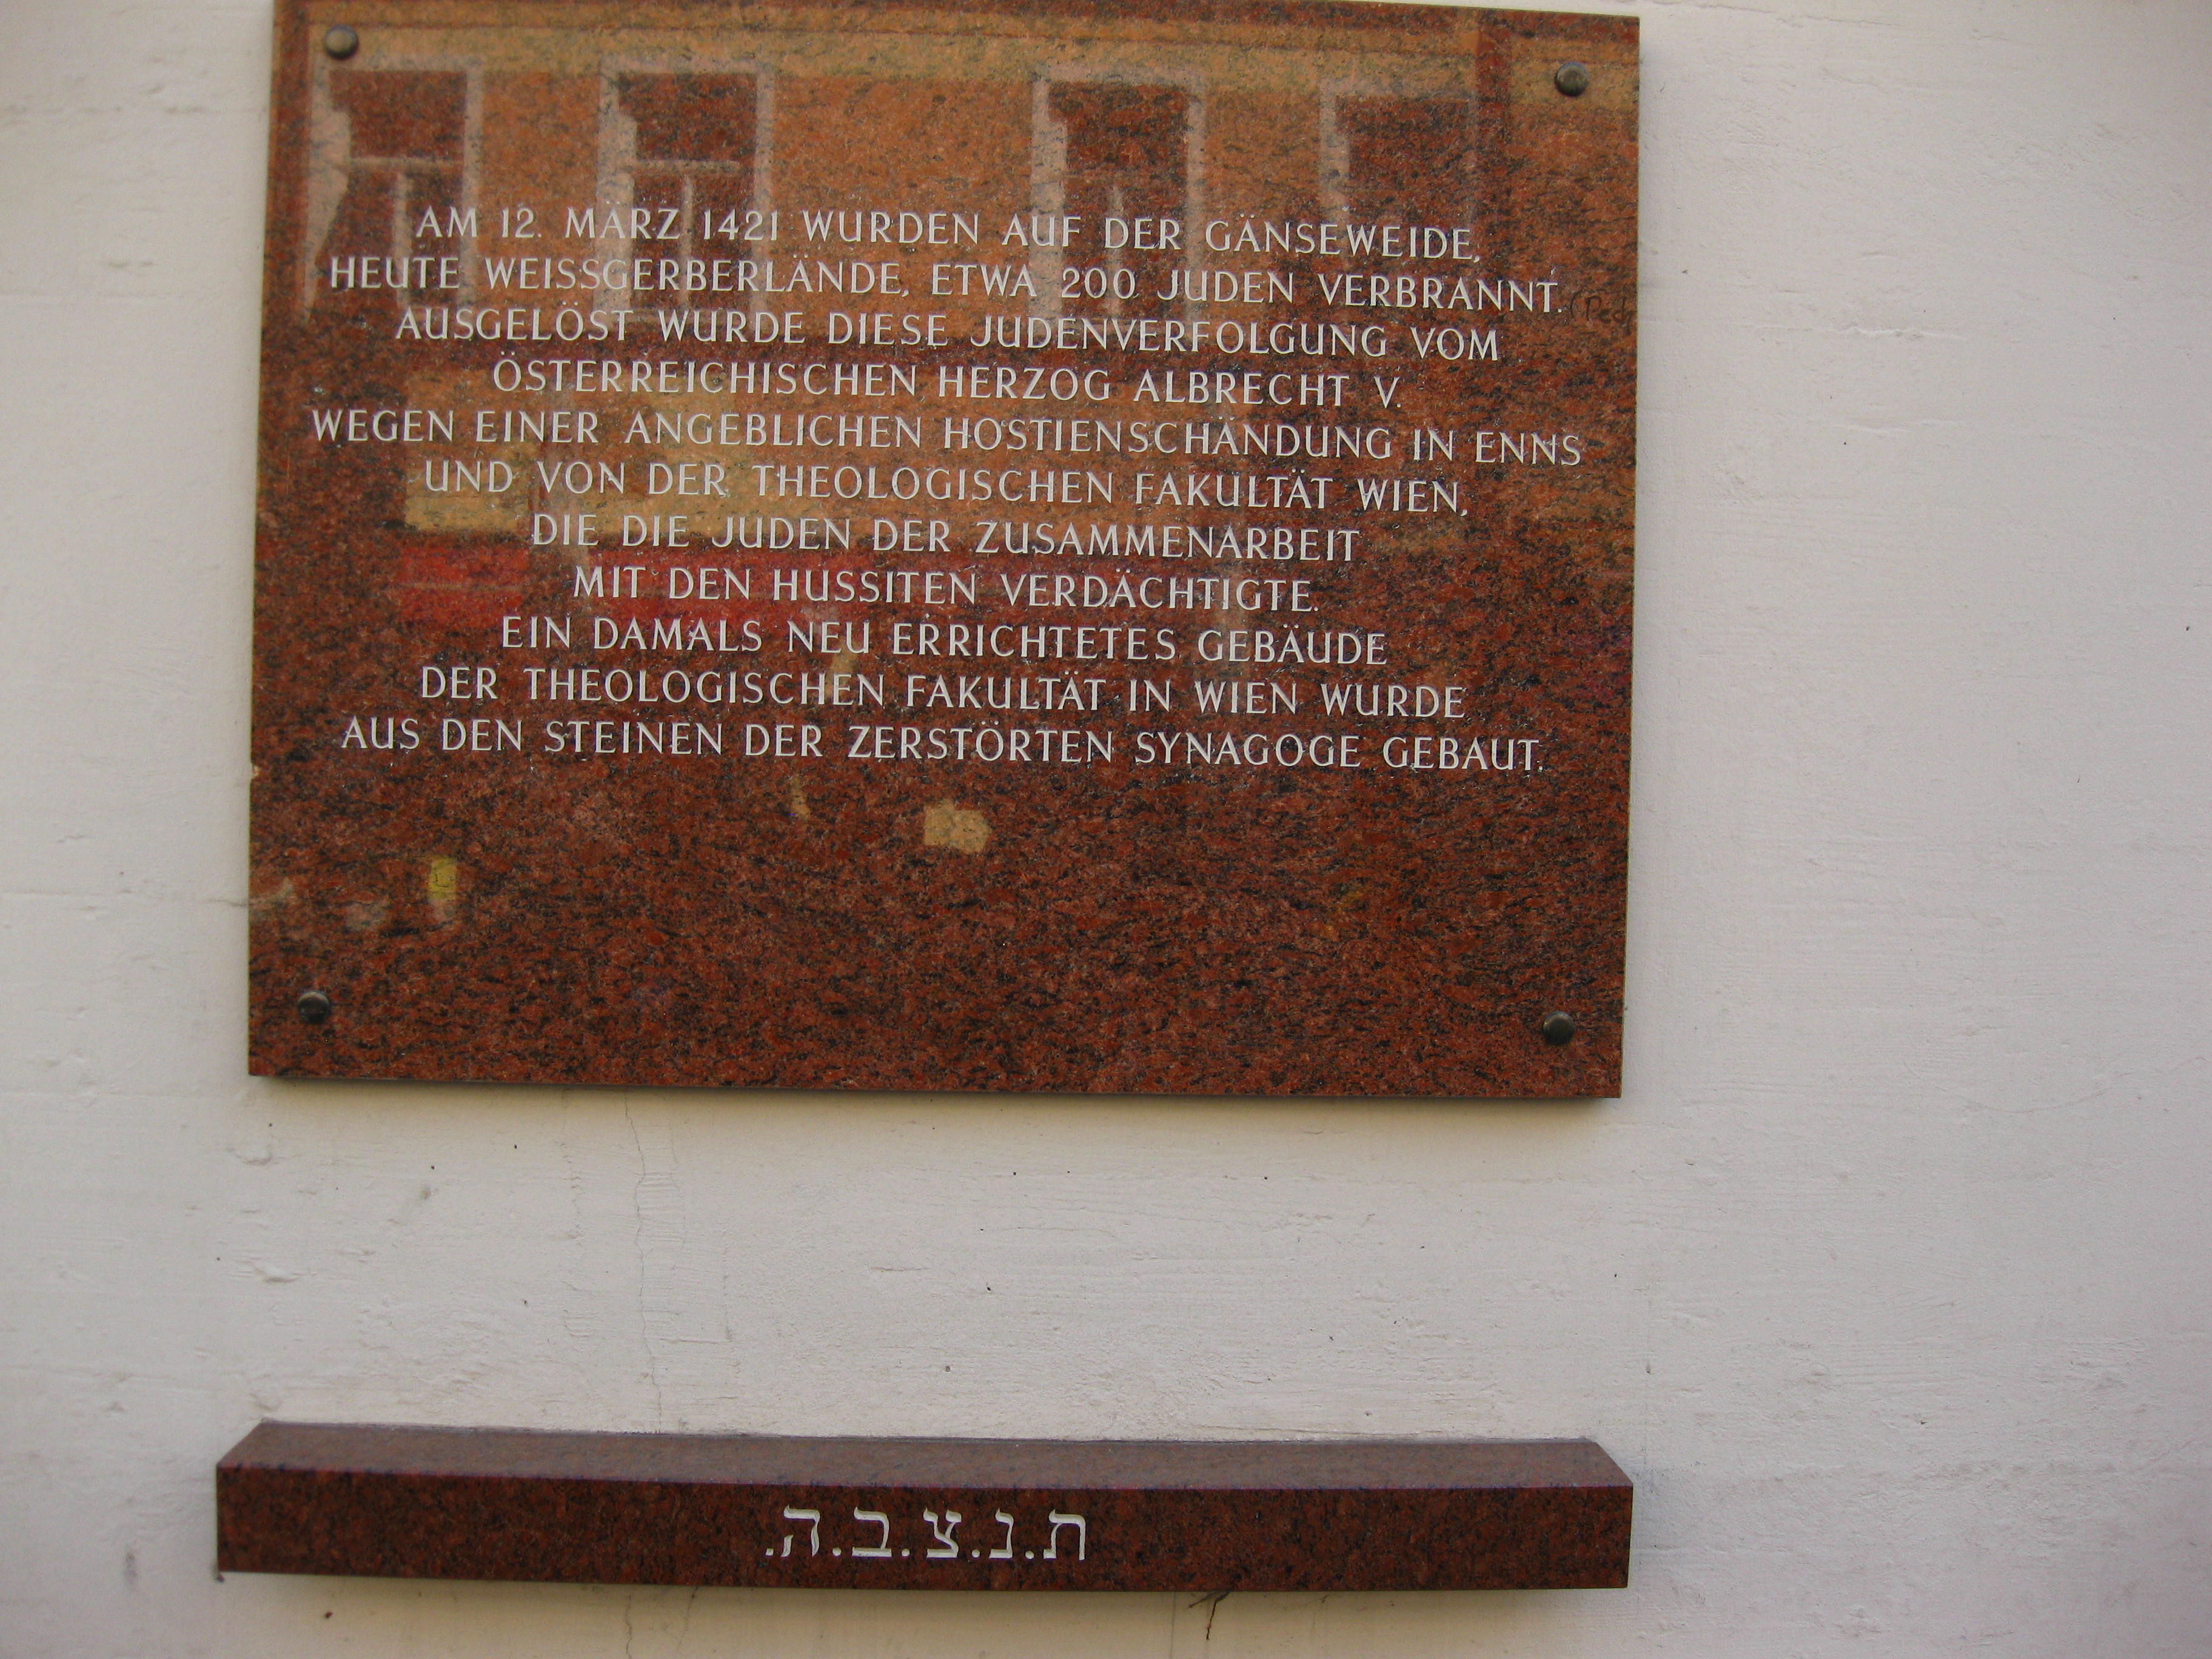 AM 12. MÄRZ 1421 WURDEN AUF DER GÄNSEWEIDE,
HEUTE WEISSGERBERLÄNDE, ETWA 200 JUDEN VERBRANNT.
AUSGELÖST WURDE DIESE JUDENVERFOLGUNG VOM
ÖSTERREICHISCHEN HERZOG ALBRECHT V.
WEGEN EINER ANGEBLICHEN HOSTIENSCHÄNDUNG IN ENNS
UND VON DER THEOLOGISCHEN FAKULTÄT WIEN,
DIE DIE JUDEN DER ZUSAMMENARBEIT
MIT DEN HUSSITEN VERDÄCHTIGTE.
EIN DAMALS NEU ERRICHTETES GEBÄUDE
DER THEOLOGISCHEN FAKULTÄT IN WIEN WURDE
AUS DEN STEINEN DER ZERSTÖRTEN SYNAGOGE GEBAUT.
ת.נ.צ.ב.ה.